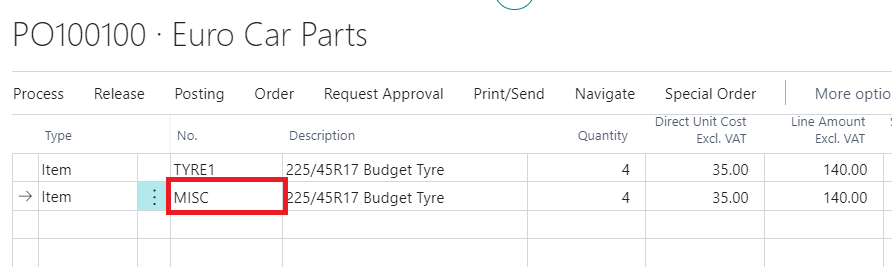 PO100100 · Euro Car Parts
Process Release Posting Order Request Approval Print/Send Navigate Special Order More optio
Type No. Description Quantity Direct Unit Cost Excl. VAT Line Amount Excl. VAT
Item TYRE1 225/45R17 Budget Tyre 4 35.00 140.00
Item MISC 225/45R17 Budget Tyre 4 35.00 140.00